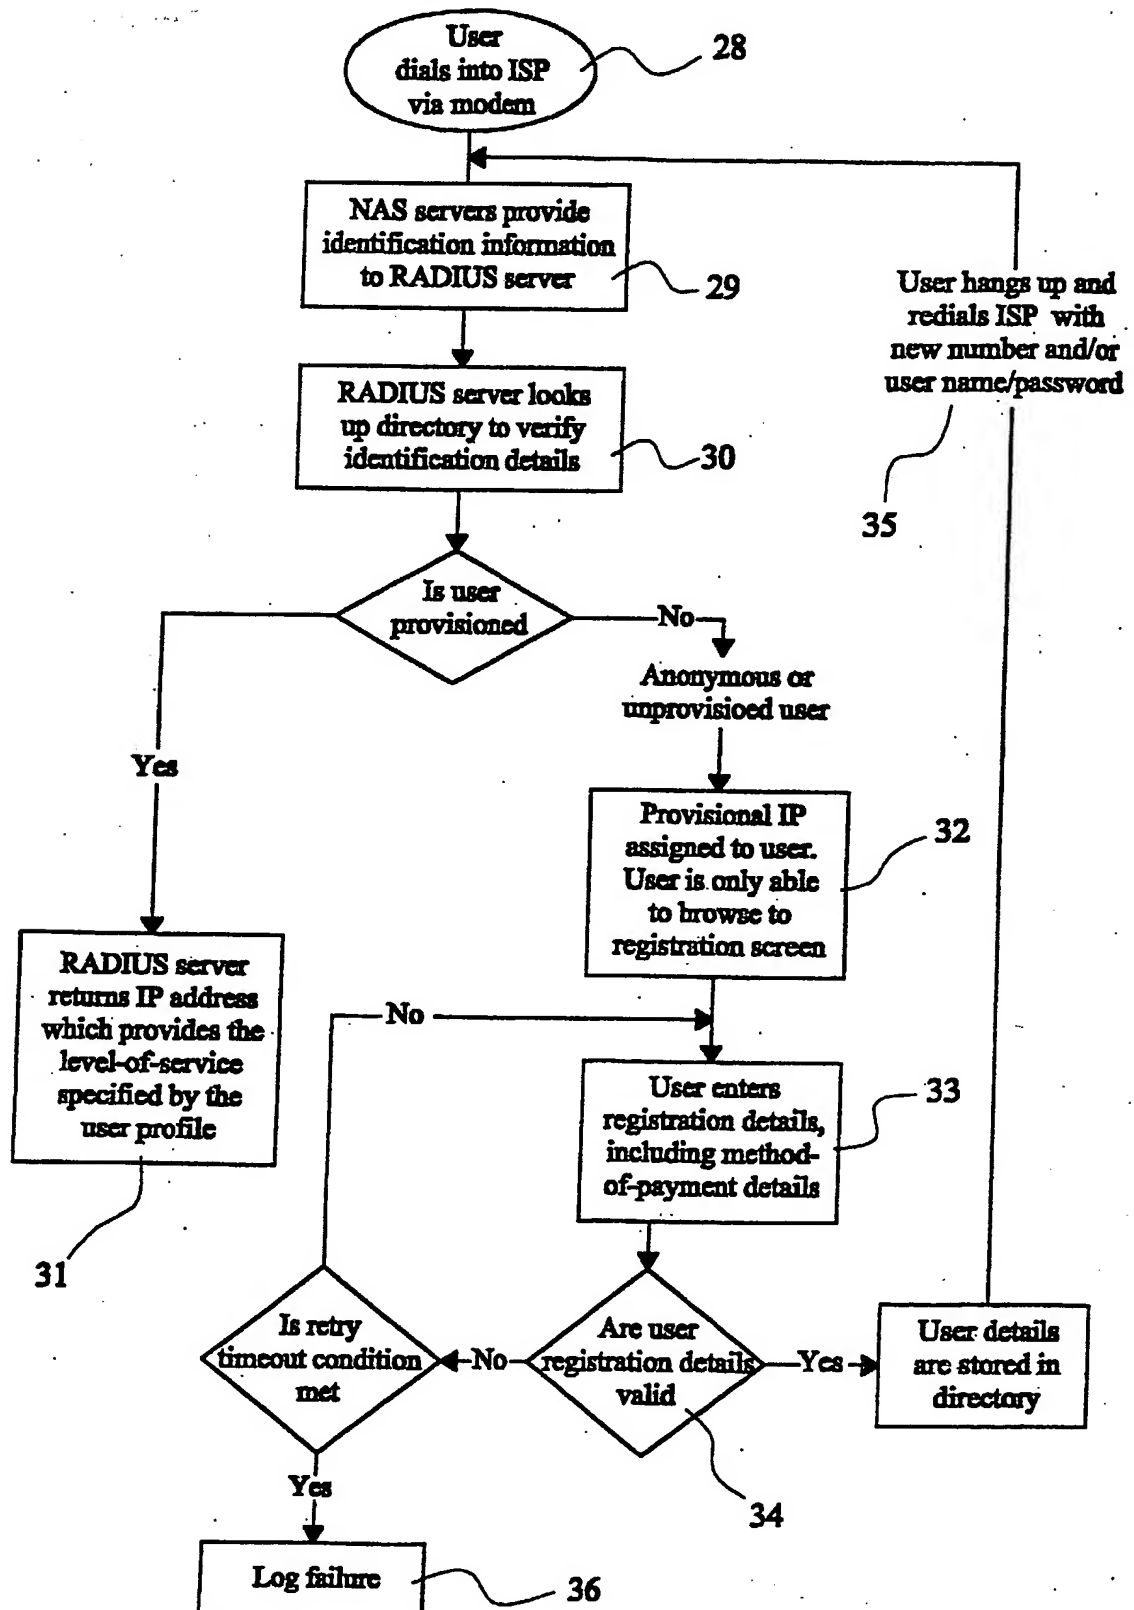 User
dials into ISP
via modem
28
NAS servers provide
identification information
to RADIUS server
29
User hangs up and
redials ISP with
new number and/or
user name/password
35
RADIUS server looks
up directory to verify
identification details
30
Is user
provisioned
No
Anonymous or
unprovisioed user
Yes
Provisional IP
assigned to user.
User is only able
to browse to
registration screen
32
RADIUS server
returns IP address
which provides the
level-of-service
specified by the
user profile
31
No
User enters
registration details,
including method-
of-payment details
33
Is retry
timeout condition
met
No
Are user
registration details
valid
34
Yes
User details
are stored in
directory
Yes
Log failure
36